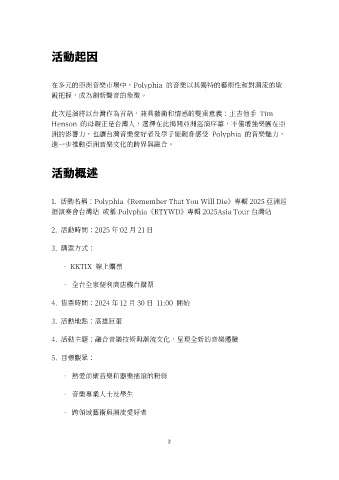 活動起因
在多元的亞洲音樂市場中，Polyphia 的音樂以其獨特的藝術性和對潮流的敏
銳把握，成為創新聲音的象徵。
此次巡演將以台灣作為首站，兼具藝術和情感的雙重意義：主吉他手 Tim
Henson 的母親正是台灣人，選擇在此揭開亞洲巡演序幕，不僅增強樂團在亞
洲的影響力，也讓台灣音樂愛好者及學子能親身感受 Polyphia 的音樂魅力，
進一步推動亞洲音樂文化的跨界與融合。
活動概述
1. 活動名稱：Polyphia《Remember That You Will Die》專輯 2025 亞洲巡
迴演奏會台灣站 或稱 Polyphia《RTYWD》專輯 2025Asia Tour 台灣站
2. 活動時間：2025 年 02 月 21 日
3. 購票方式：
· KKTIX 線上購票
· 全台全家便利商店機台購票
4. 售票時間：2024 年 12 月 30 日 11:00 開始
3. 活動地點：高雄巨蛋
4. 活動主題：融合音樂技術與潮流文化，呈現全新的音樂體驗
5. 目標觀眾：
· 熱愛前衛音樂和器樂搖滾的粉絲
· 音樂專業人士及學生
· 跨領域藝術與潮流愛好者
2